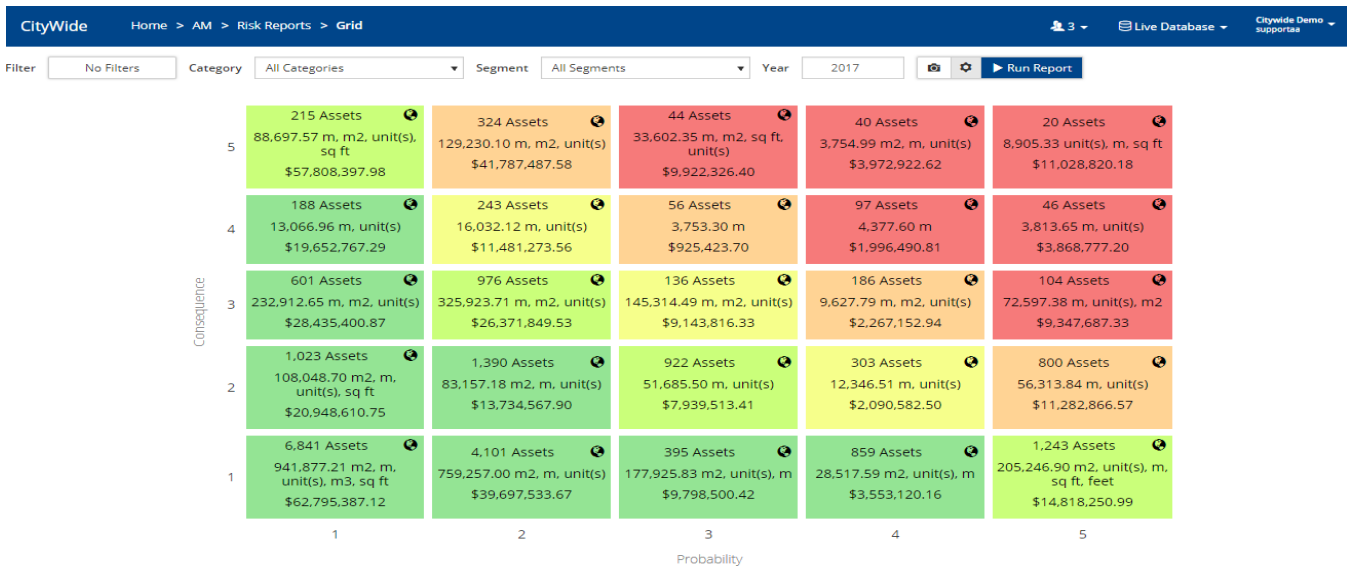 CityWide Home > AM > Risk Reports > Grid 3 Live Database Citywide Demo
supportaa
Filter No Filters Category All Categories Segment All Segments Year 2017 Run Report
Consequence
5
215 Assets
88,697.57 m, m2, unit(s),
sq ft
$57,808,397.98
324 Assets
129,230.10 m, m2, unit(s)
$41,787,487.58
44 Assets
33,602.35 m, m2, sq ft,
unit(s)
$9,922,326.40
40 Assets
3,754.99 m2, m, unit(s)
$3,972,922.62
20 Assets
8,905.33 unit(s), m, sq ft
$11,028,820.18
4
188 Assets
13,066.96 m, unit(s)
$19,652,767.29
243 Assets
16,032.12 m, unit(s)
$11,481,273.56
56 Assets
3,753.30 m
$925,423.70
97 Assets
4,377.60 m
$1,996,490.81
46 Assets
3,813.65 m, unit(s)
$3,868,777.20
3
601 Assets
232,912.65 m, m2, unit(s)
$28,435,400.87
976 Assets
325,923.71 m, m2, unit(s)
$26,371,849.53
136 Assets
145,314.49 m, m2, unit(s)
$9,143,816.33
186 Assets
9,627.79 m, m2, unit(s)
$2,267,152.94
104 Assets
72,597.38 m, unit(s), m2
$9,347,687.33
2
1,023 Assets
108,048.70 m2, m,
unit(s), sq ft
$20,948,610.75
1,390 Assets
83,157.18 m2, m, unit(s)
$13,734,567.90
922 Assets
51,685.50 m, unit(s)
$7,939,513.41
303 Assets
12,346.51 m, unit(s)
$2,090,582.50
800 Assets
56,313.84 m, unit(s)
$11,282,866.57
1
6,841 Assets
941,877.21 m2, m,
unit(s), m3, sq ft
$62,795,387.12
4,101 Assets
759,257.00 m2, m, unit(s)
$39,697,533.67
395 Assets
177,925.83 m2, unit(s), m
$9,798,500.42
859 Assets
28,517.59 m2, unit(s), m
$3,553,120.16
1,243 Assets
205,246.90 m2, unit(s), m,
sq ft, feet
$14,818,250.99
1 2 3 4 5
Probability